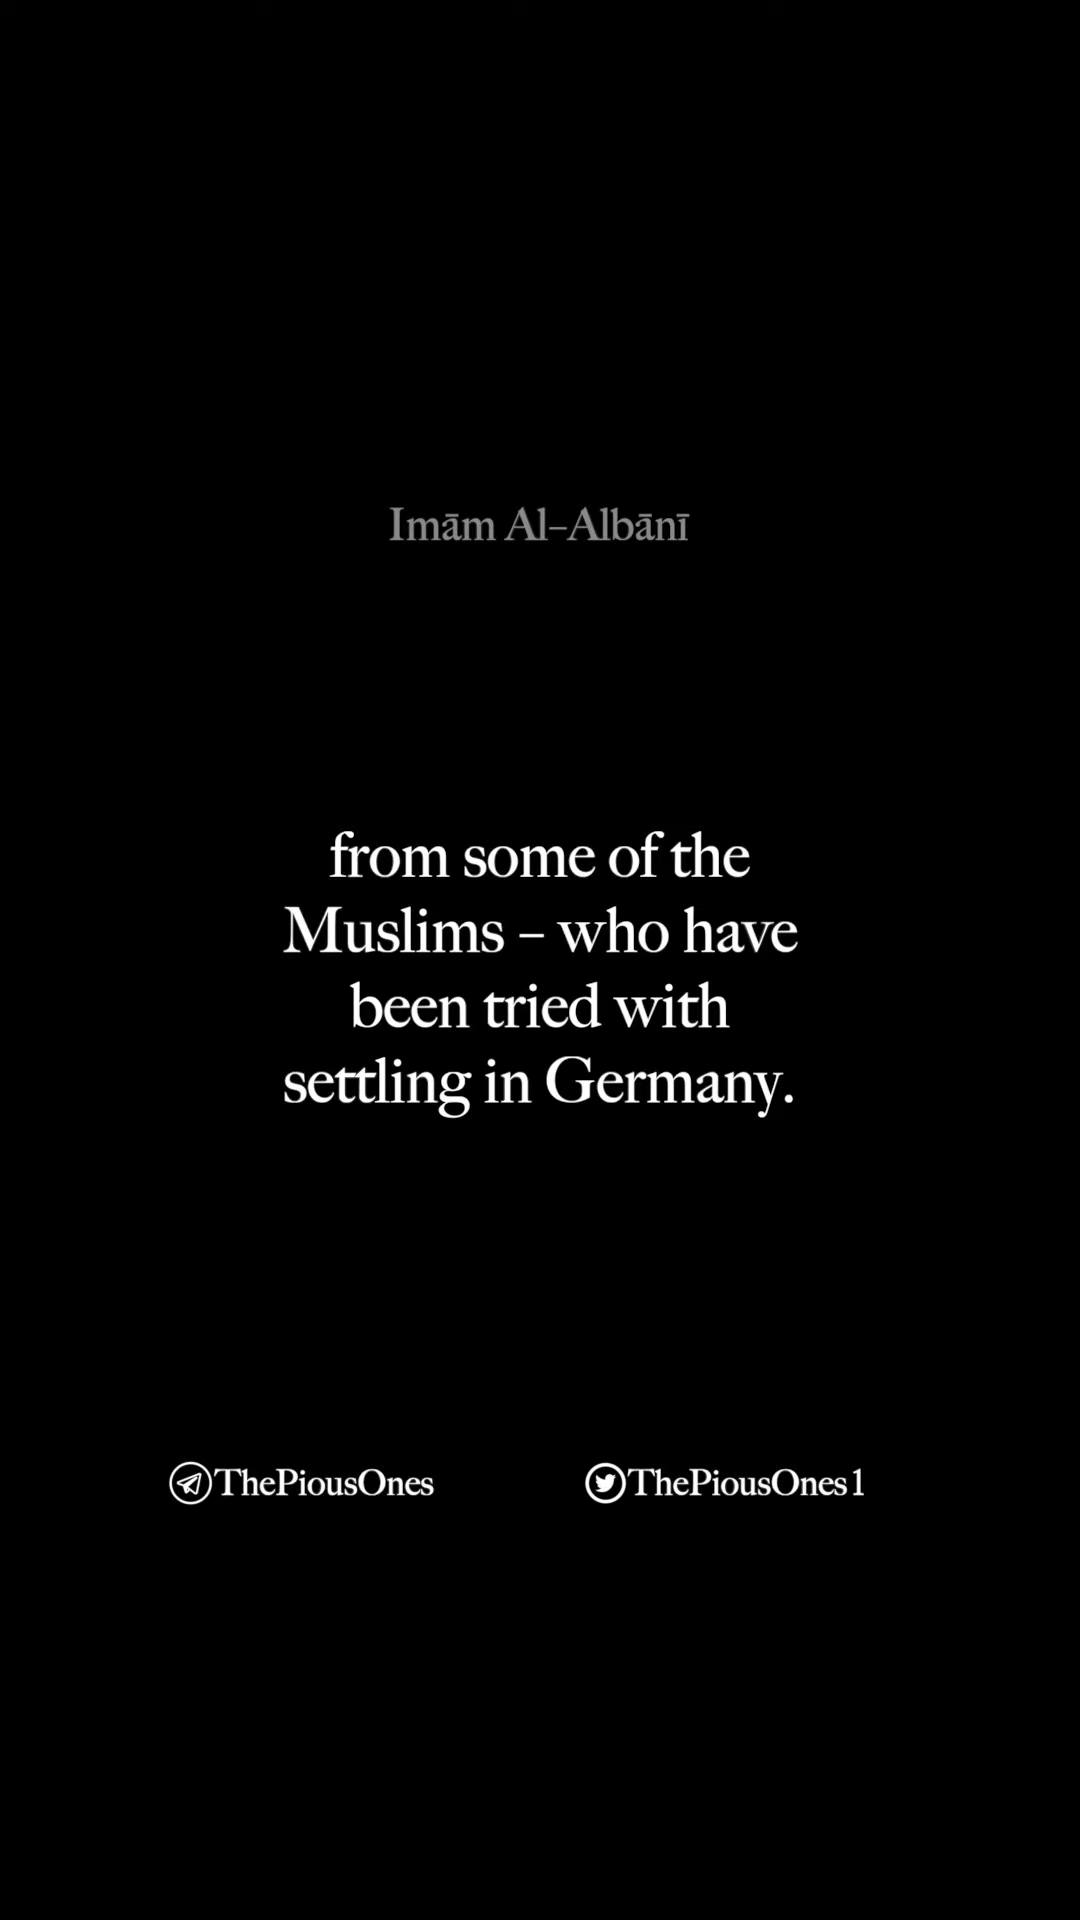 Imām Al–Albānī
from some of the
Muslims – who have
been tried with
settling in Germany.
ThePiousOnes
ThePiousOnes1